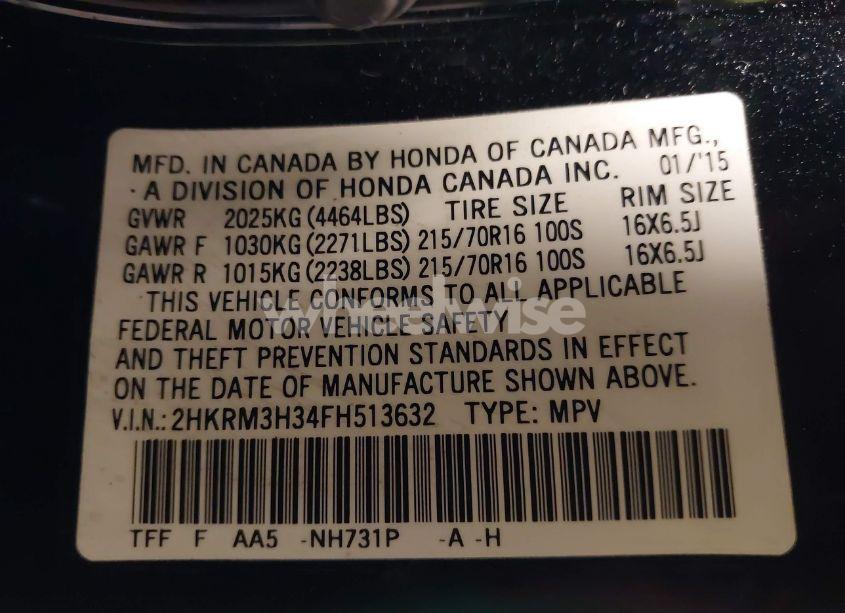 MFD. IN CANADA BY HONDA OF CANADA MFG.,
· A DIVISION OF HONDA CANADA INC. 01/'15
GVWR 2025KG (4464LBS) TIRE SIZE RIM SIZE
GAWR F 1030KG (2271LBS) 215/70R16 100S 16X6.5J
GAWR R 1015KG (2238LBS) 215/70R16 100S 16X6.5J
THIS VEHICLE CONFORMS TO ALL APPLICABLE
FEDERAL MOTOR VEHICLE SAFETY
wheelwise
AND THEFT PREVENTION STANDARDS IN EFFECT
ON THE DATE OF MANUFACTURE SHOWN ABOVE.
V.I.N.: 2HKRM3H34FH513632 TYPE: MPV
TFF F AA5 -NH731P -A -H